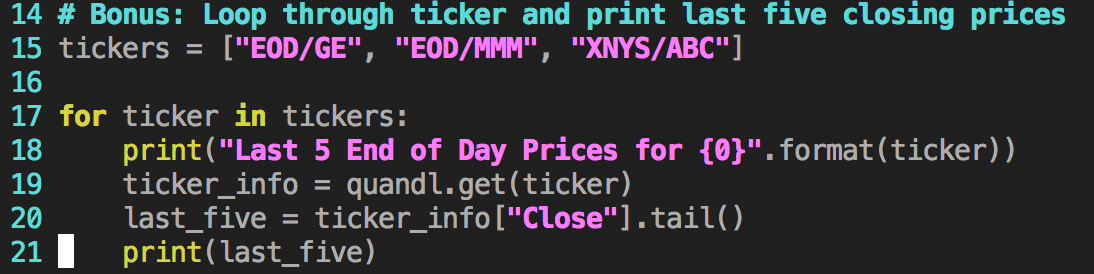 14 # Bonus: Loop through ticker and print last five closing prices
15 tickers = ["EOD/GE", "EOD/MMM", "XNYS/ABC"]
16
17 for ticker in tickers:
18     print("Last 5 End of Day Prices for {0}".format(ticker))
19     ticker_info = quandl.get(ticker)
20     last_five = ticker_info["Close"].tail()
21     print(last_five)